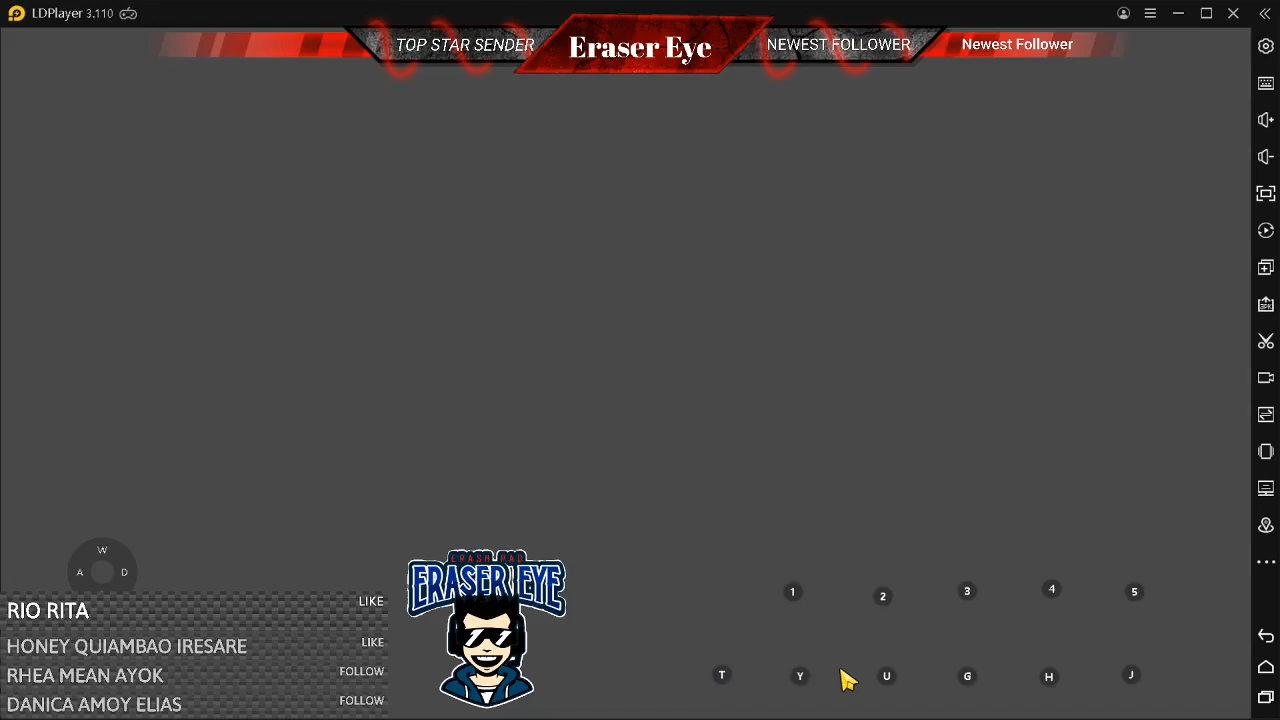 LDPlayer 3.110
TOP STAR SENDER
Eraser Eye
NEWEST FOLLOWER
Newest Follower
W
A
D
RIO RITA LIKE
HONEY QUIAMBAO IRESARE LIKE
RHEA MEAN AYOK FOLLOW
DANICA AMOY ELIAS FOLLOW
ERASER EYE
1 2 3 4 5
T Y U G H J